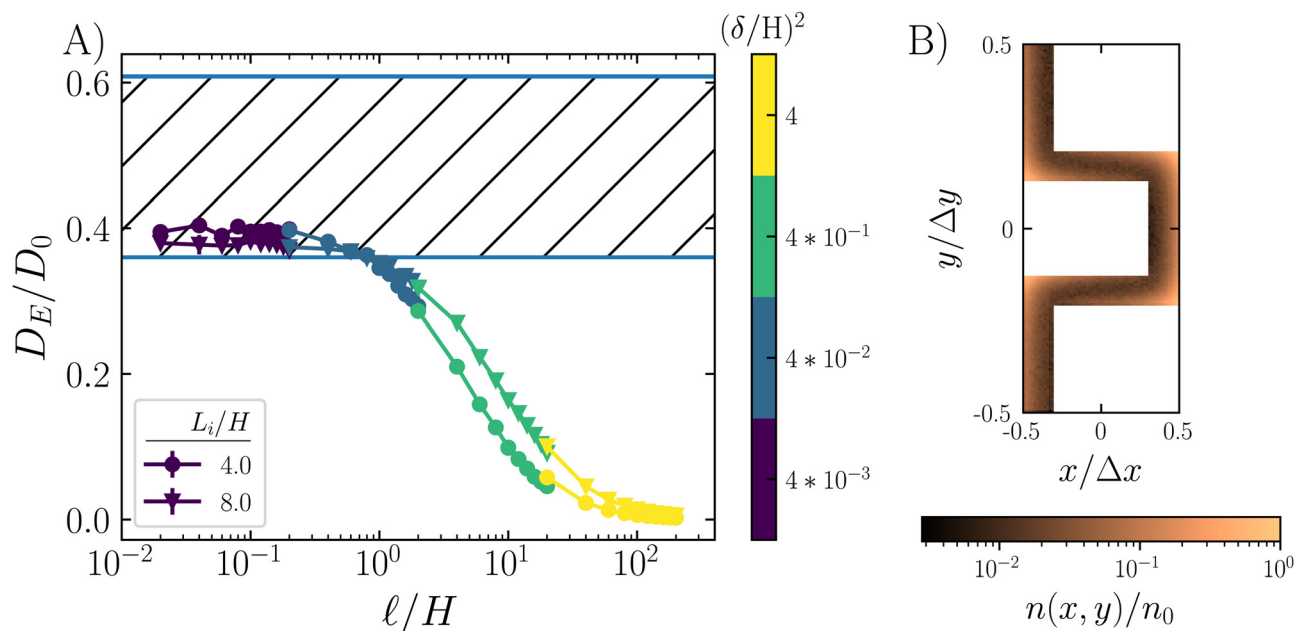 A)
0.6
0.4
0.2
0.0
D_E/D_0
10^{-2}
10^{-1}
10^0
10^1
10^2
ℓ/H
L_i/H
4.0
8.0
(δ/H)^2
4
4 * 10^{-1}
4 * 10^{-2}
4 * 10^{-3}
B)
0.5
0
-0.5
y/Δy
-0.5
0
0.5
x/Δx
10^{-2}
10^{-1}
10^0
n(x, y)/n_0